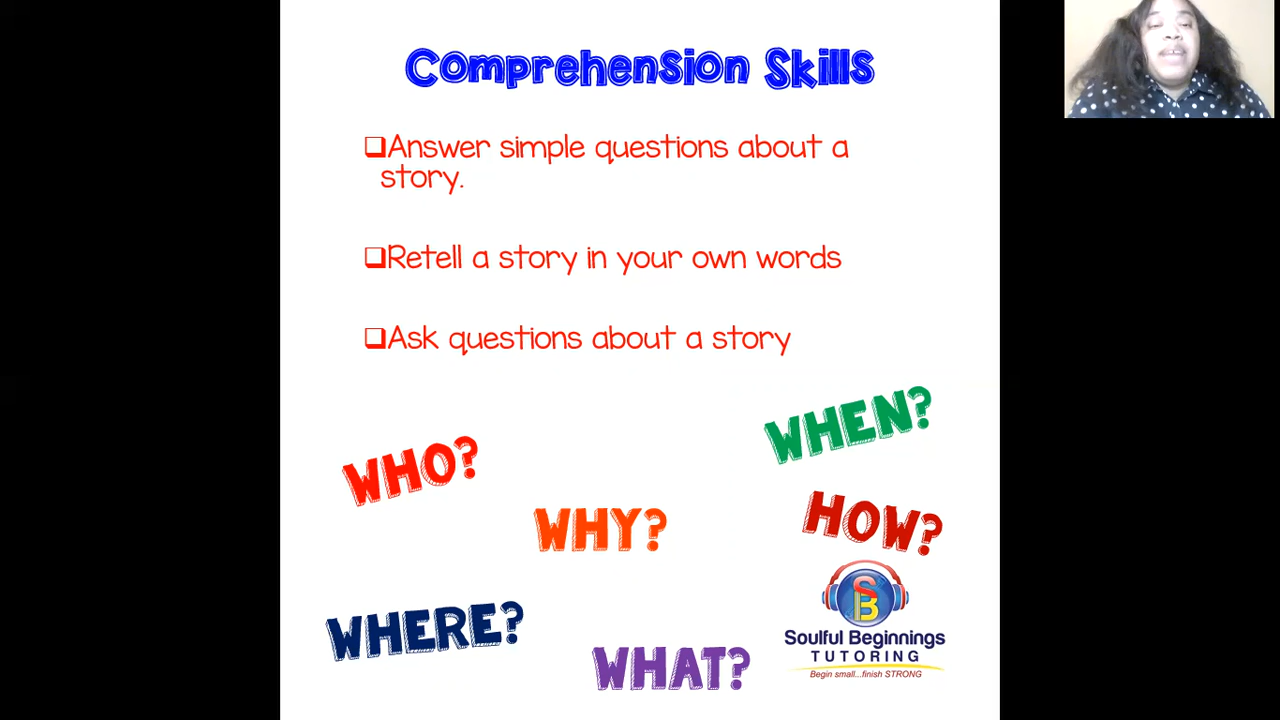 Comprehension Skills
❑Answer simple questions about a
story.
❑Retell a story in your own words
❑Ask questions about a story
WHEN?
WHO?
WHY?
HOW?
WHERE?
WHAT?
SB
Soulful Beginnings
TUTORING
Begin small...finish STRONG